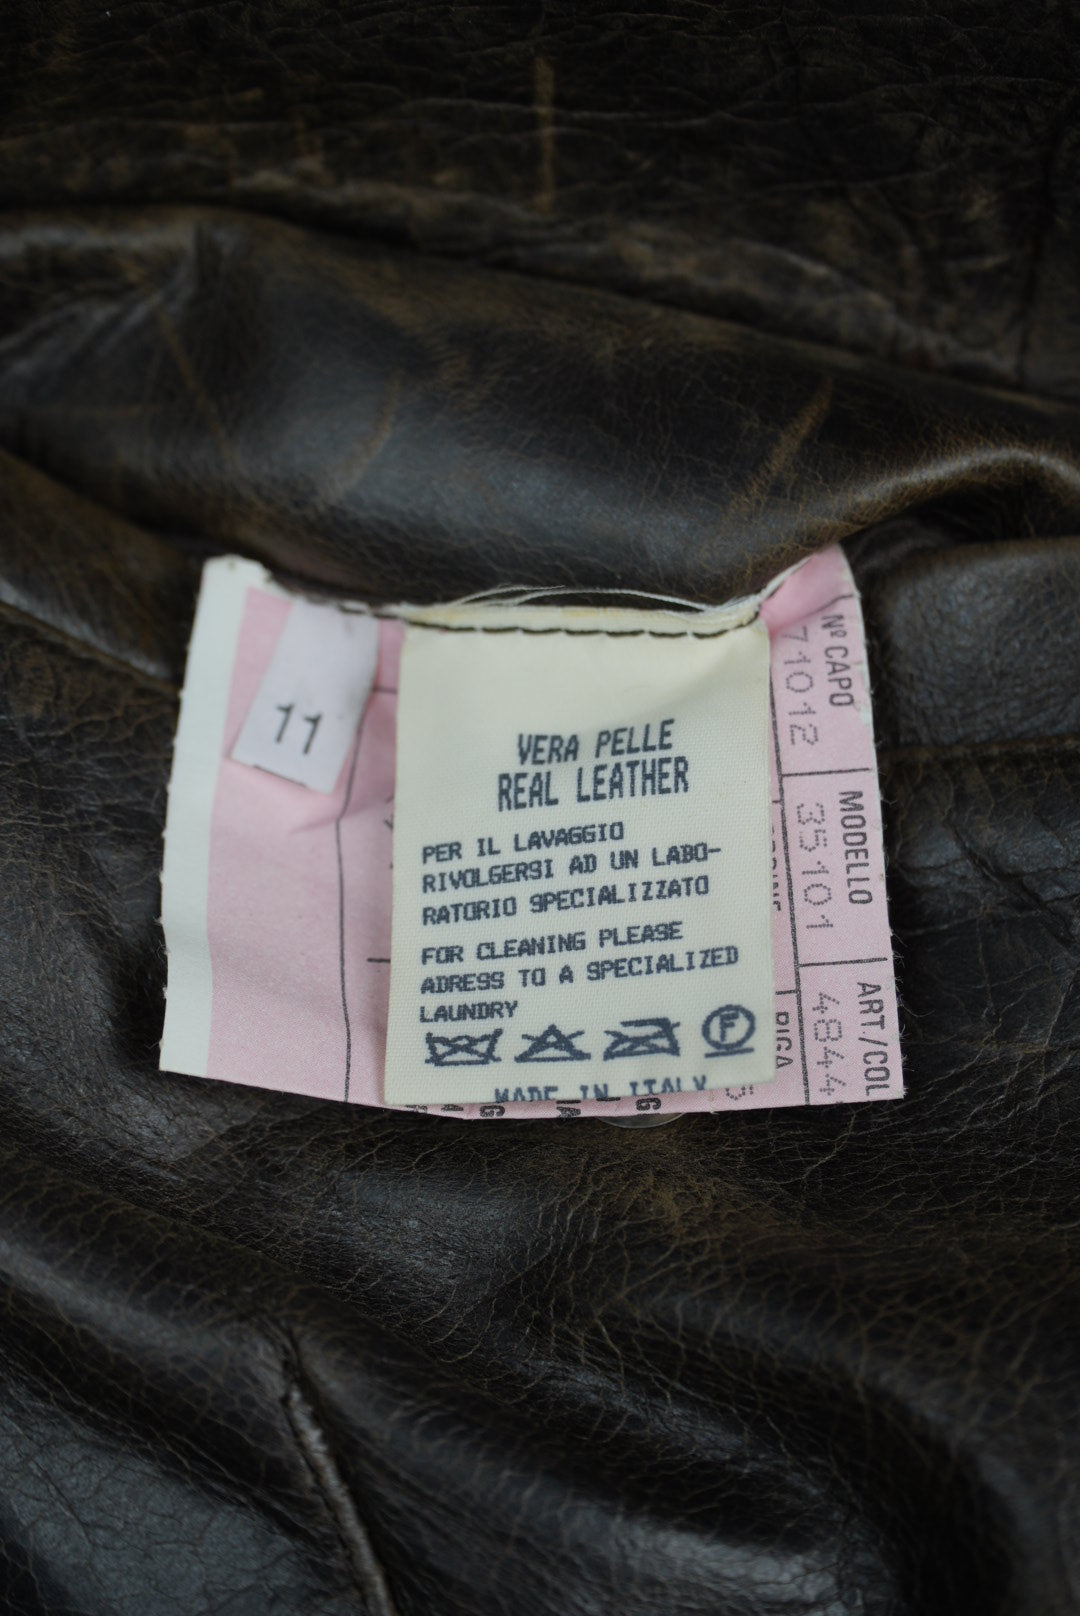 11
VERA PELLE
REAL LEATHER
PER IL LAVAGGIO
RIVOLGERSI AD UN LABO-
RATORIO SPECIALIZZATO
FOR CLEANING PLEASE
ADRESS TO A SPECIALIZED
LAUNDRY
F
MADE IN ITALY
Nº CAPO
71012
MODELLO
35101
ART./COL
4844
RIGA